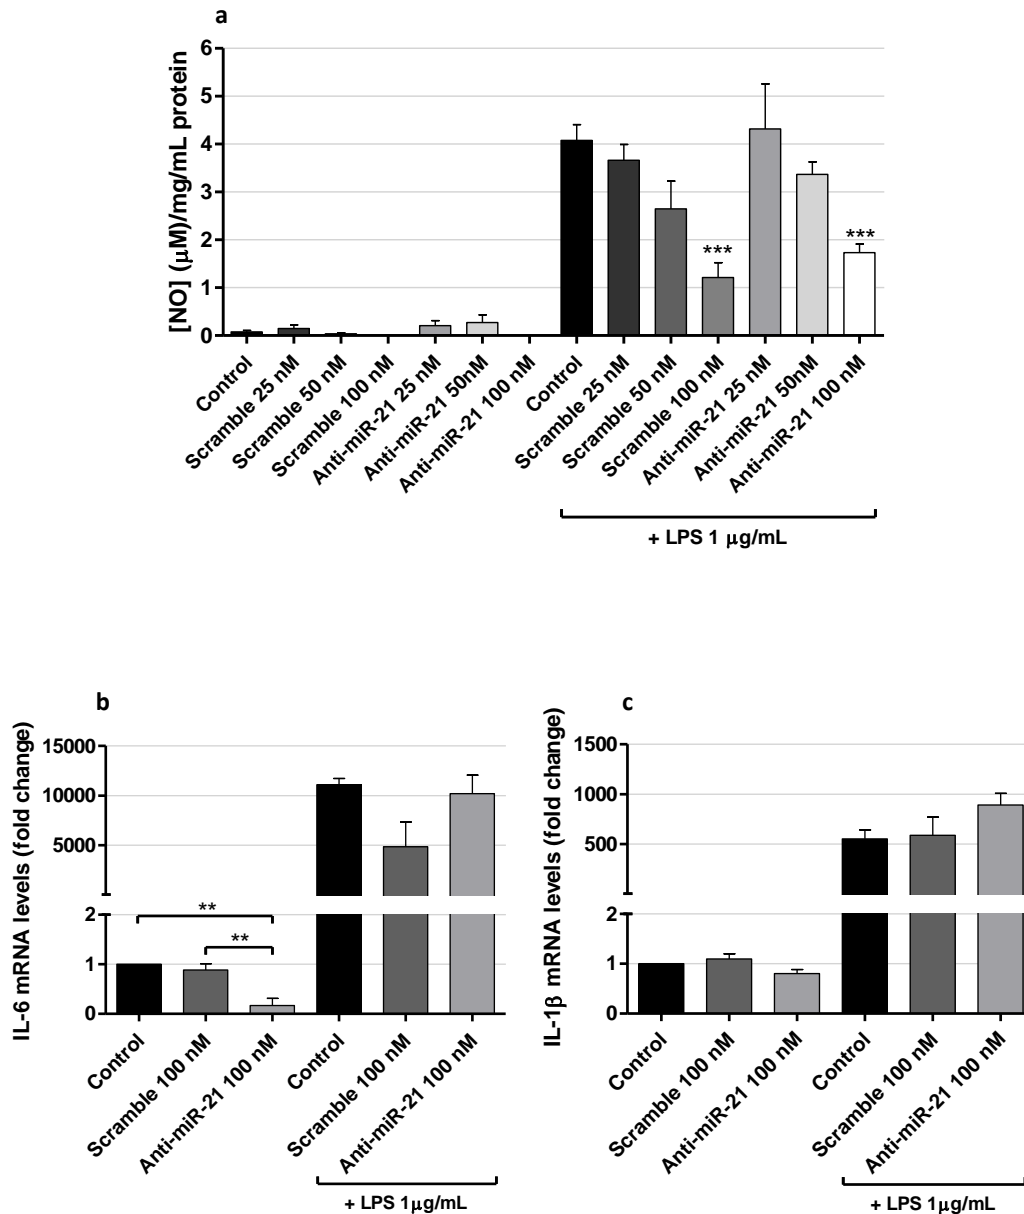 a
[NO] (μM)/mg/mL protein
6
5
4
3
2
1
0
***
***
Control
Scramble 25 nM
Scramble 50 nM
Scramble 100 nM
Anti-miR-21 25 nM
Anti-miR-21 50nM
Anti-miR-21 100 nM
Control
Scramble 25 nM
Scramble 50 nM
Scramble 100 nM
Anti-miR-21 25 nM
Anti-miR-21 50nM
Anti-miR-21 100 nM
+ LPS 1 μg/mL
b
IL-6 mRNA levels (fold change)
15000
10000
5000
2
1
0
**
**
Control
Scramble 100 nM
Anti-miR-21 100 nM
Control
Scramble 100 nM
Anti-miR-21 100 nM
+ LPS 1μg/mL
c
IL-1β mRNA levels (fold change)
1500
1000
500
2
1
0
Control
Scramble 100 nM
Anti-miR-21 100 nM
Control
Scramble 100 nM
Anti-miR-21 100 nM
+ LPS 1μg/mL